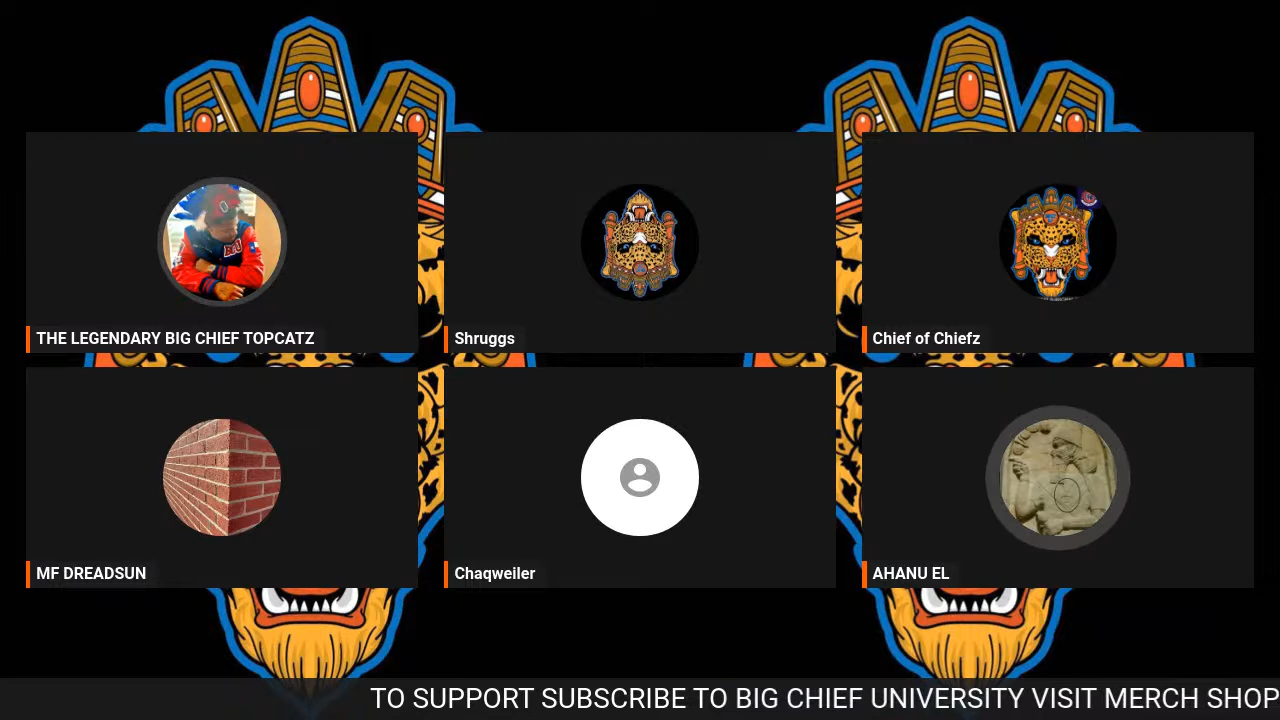 THE LEGENDARY BIG CHIEF TOPCATZ
Shruggs
Chief of Chiefz
MF DREADSUN
Chaqweiler
AHANU EL
TO SUPPORT SUBSCRIBE TO BIG CHIEF UNIVERSITY VISIT MERCH SHOP